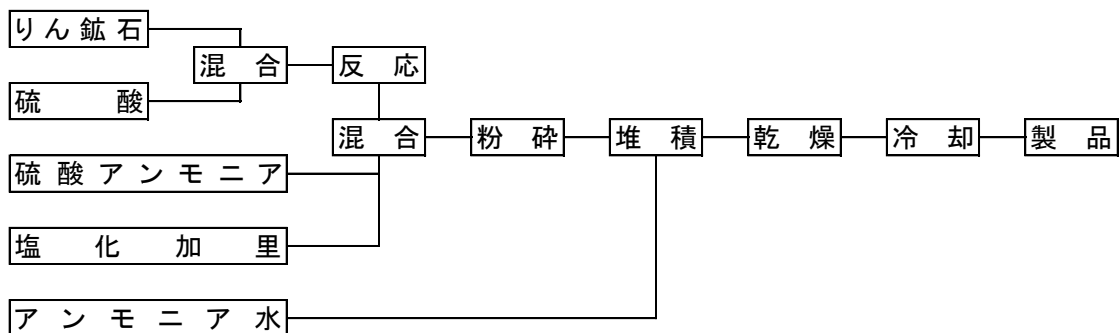 りん鉱石
混合
反応
硫酸
混合
粉砕
堆積
乾燥
冷却
製品
硫酸アンモニア
塩化加里
アンモニア水